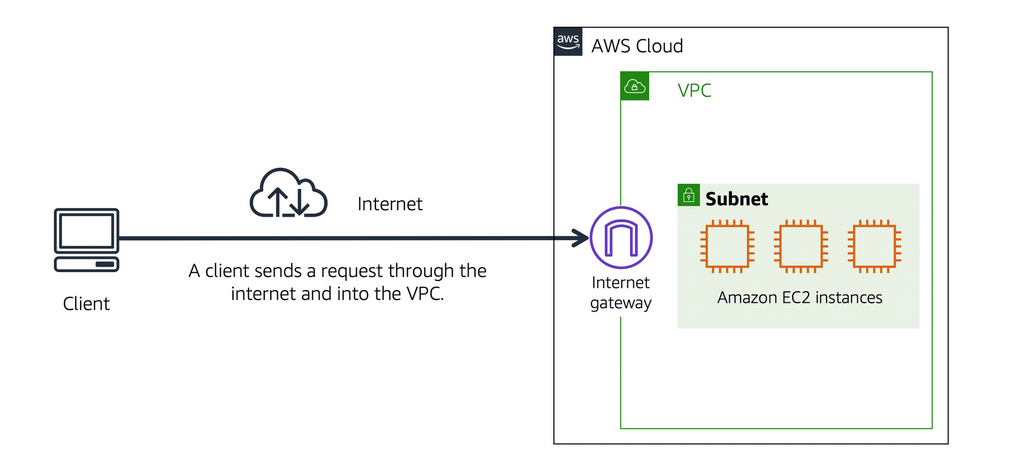 aws
AWS Cloud
VPC
Internet
Subnet
A client sends a request through the
internet and into the VPC.
Client
Internet
gateway
Amazon EC2 instances